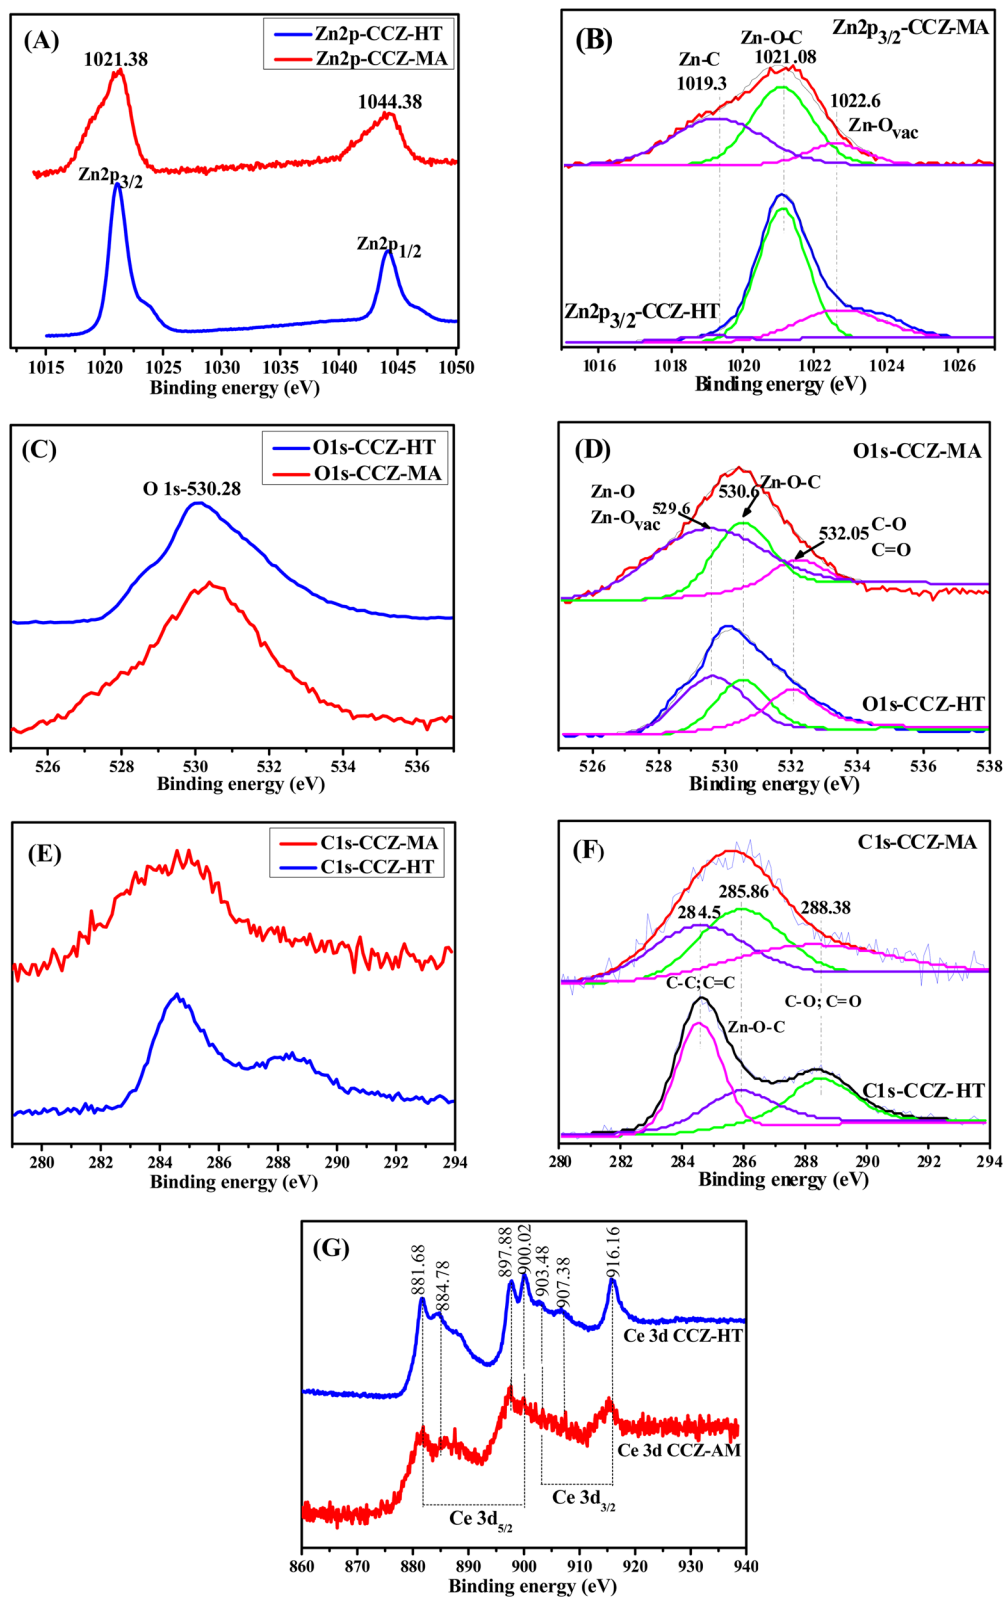 (A)
Zn2p-CCZ-HT
Zn2p-CCZ-MA
1021.38
1044.38
Zn2p3/2
Zn2p1/2
1015 1020 1025 1030 1035 1040 1045 1050
Binding energy (eV)
(B)
Zn2p3/2-CCZ-MA
Zn-O-C
Zn-C
1021.08
1019.3
1022.6
Zn-Ovac
Zn2p3/2-CCZ-HT
1016 1018 1020 1022 1024 1026
Binding energy (eV)
(C)
O1s-CCZ-HT
O1s-CCZ-MA
O 1s-530.28
526 528 530 532 534 536
Binding energy (eV)
(D)
O1s-CCZ-MA
Zn-O
Zn-Ovac
529.6
530.6
Zn-O-C
532.05
C-O
C=O
O1s-CCZ-HT
526 528 530 532 534 536 538
Binding energy (eV)
(E)
C1s-CCZ-MA
C1s-CCZ-HT
280 282 284 286 288 290 292 294
Binding energy (eV)
(F)
C1s-CCZ-MA
285.86
284.5
288.38
C-C; C=C
C-O; C=O
Zn-O-C
C1s-CCZ-HT
280 282 284 286 288 290 292 294
Binding energy (eV)
(G)
881.68
884.78
897.88
900.02
903.48
907.38
916.16
Ce 3d CCZ-HT
Ce 3d CCZ-AM
Ce 3d5/2
Ce 3d3/2
860 870 880 890 900 910 920 930 940
Binding energy (eV)